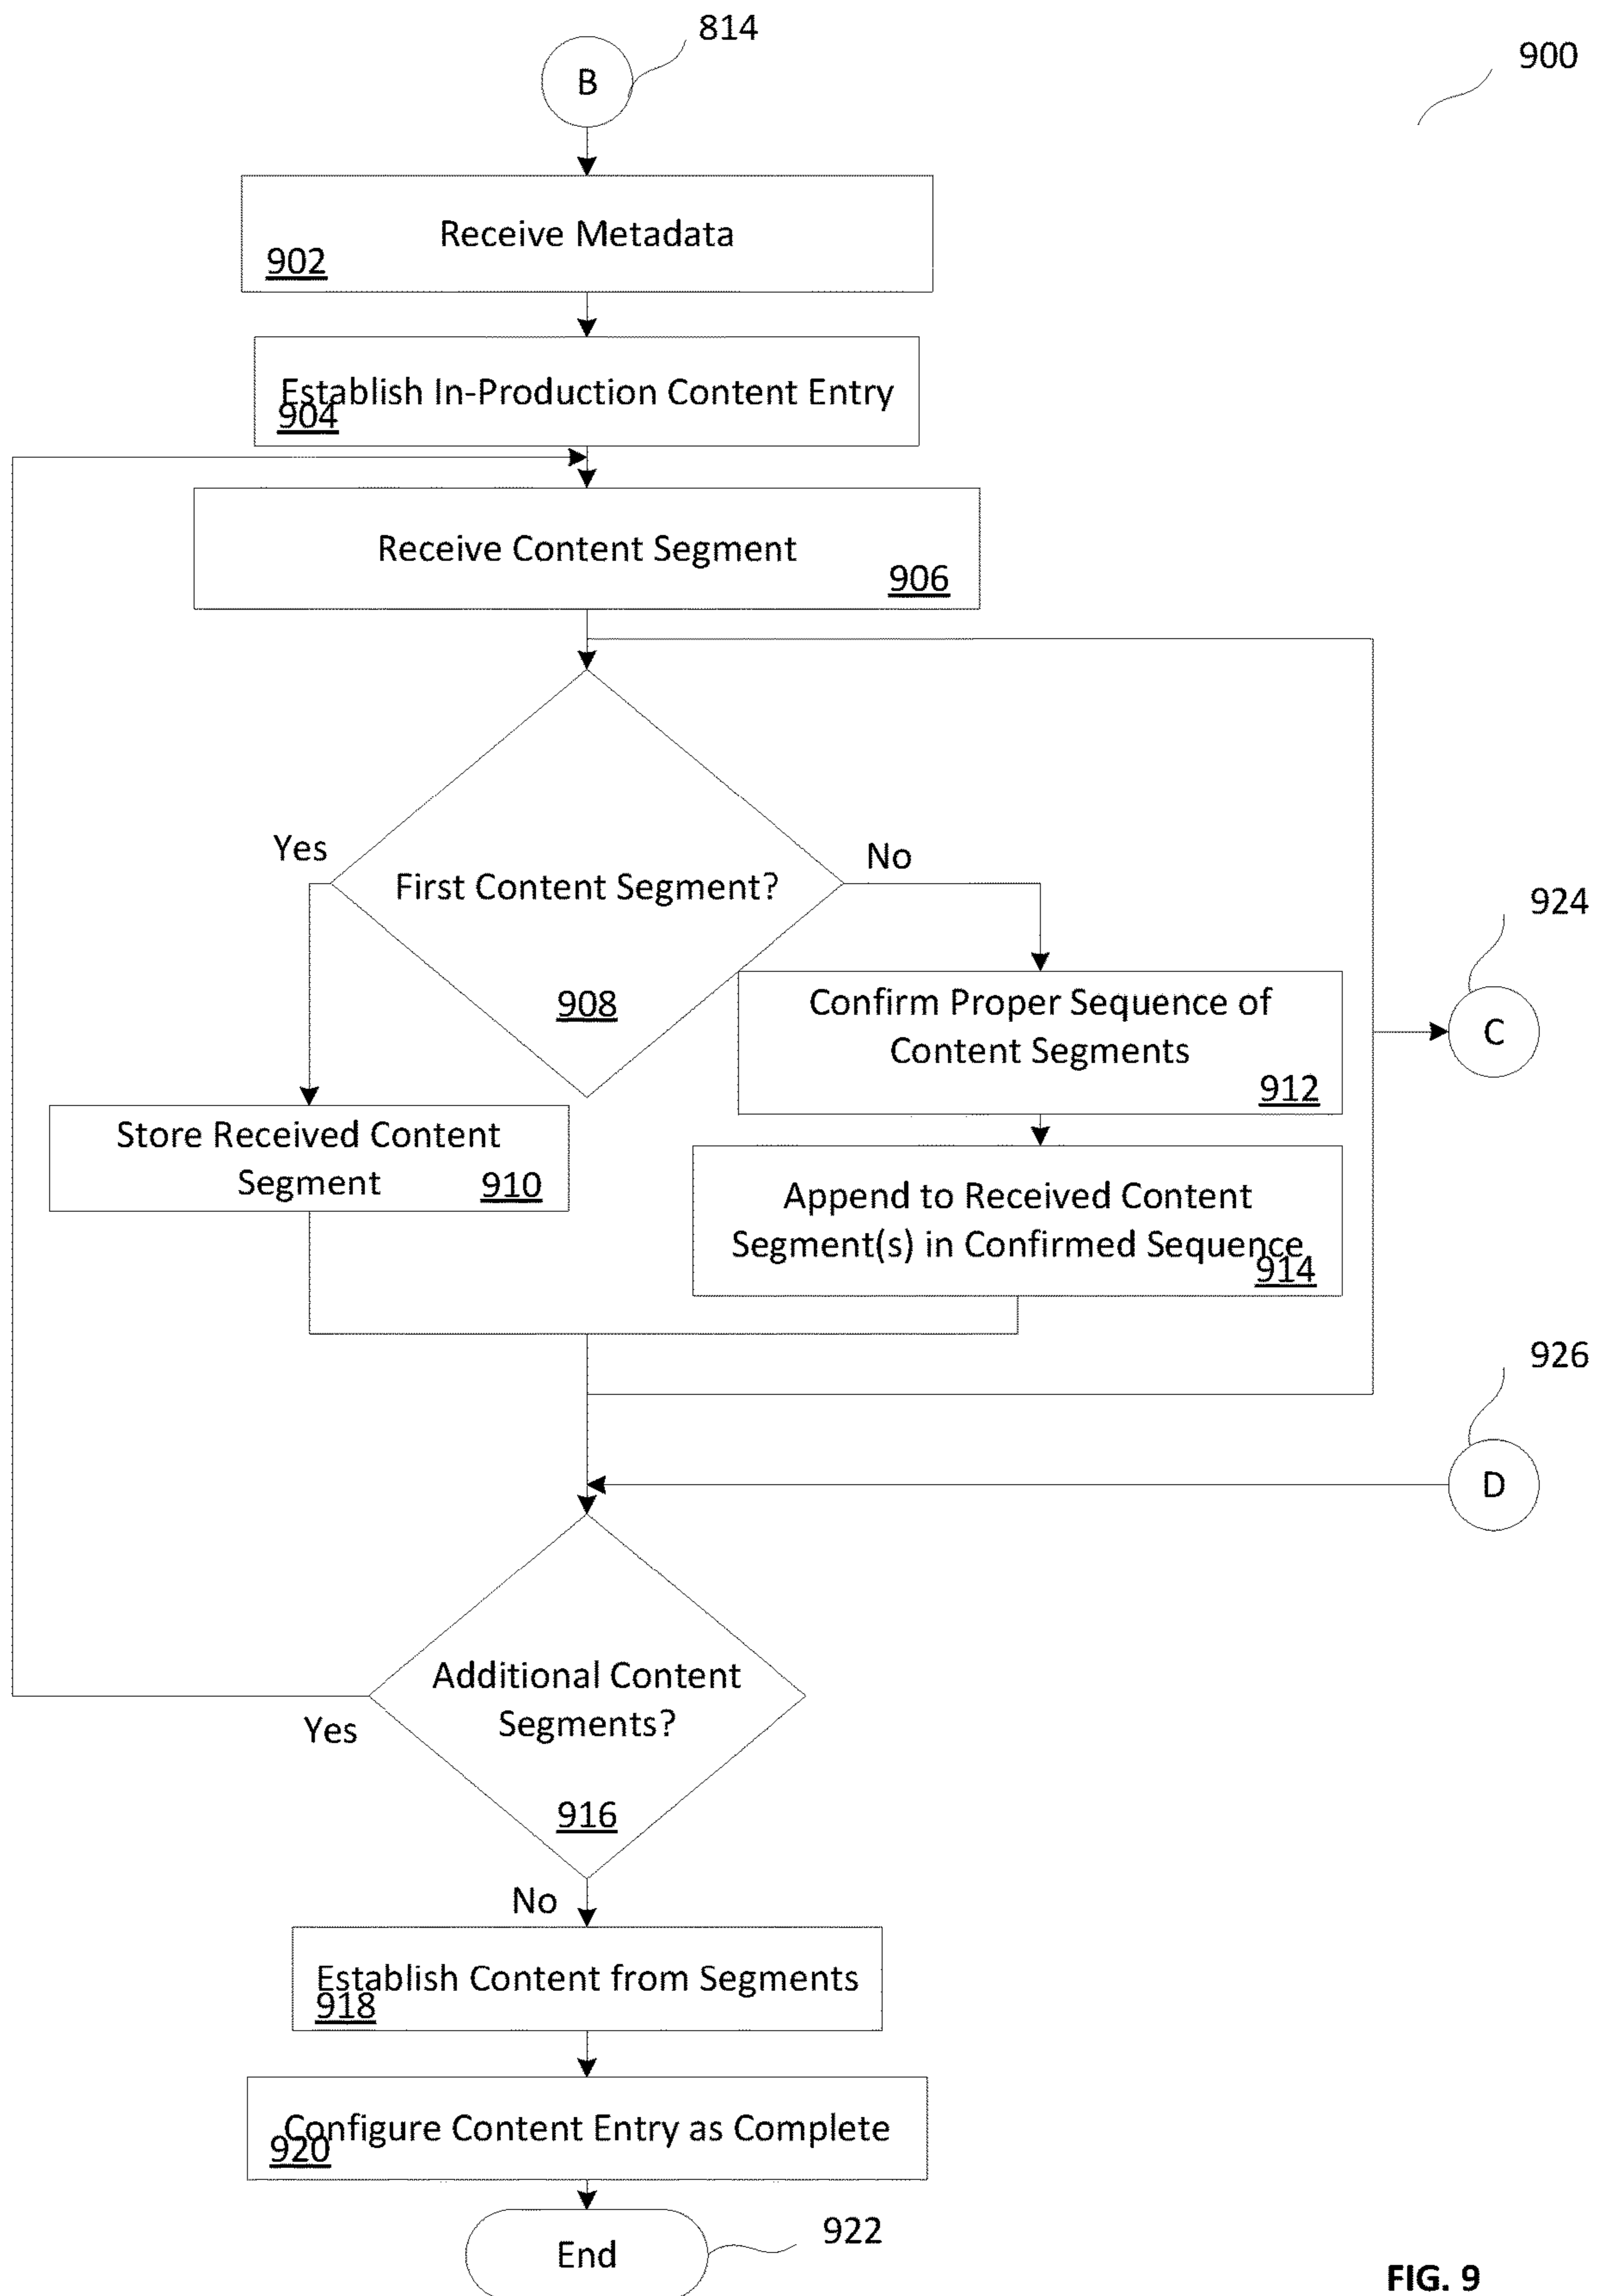 814
900
B
Receive Metadata
902
Establish In-Production Content Entry
904
Receive Content Segment
906
Yes
No
First Content Segment?
908
924
C
Confirm Proper Sequence of
Content Segments
912
Store Received Content
Segment
910
Append to Received Content
Segment(s) in Confirmed Sequence
914
926
D
Additional Content
Segments?
Yes
916
No
Establish Content from Segments
918
Configure Content Entry as Complete
920
End
922
FIG. 9